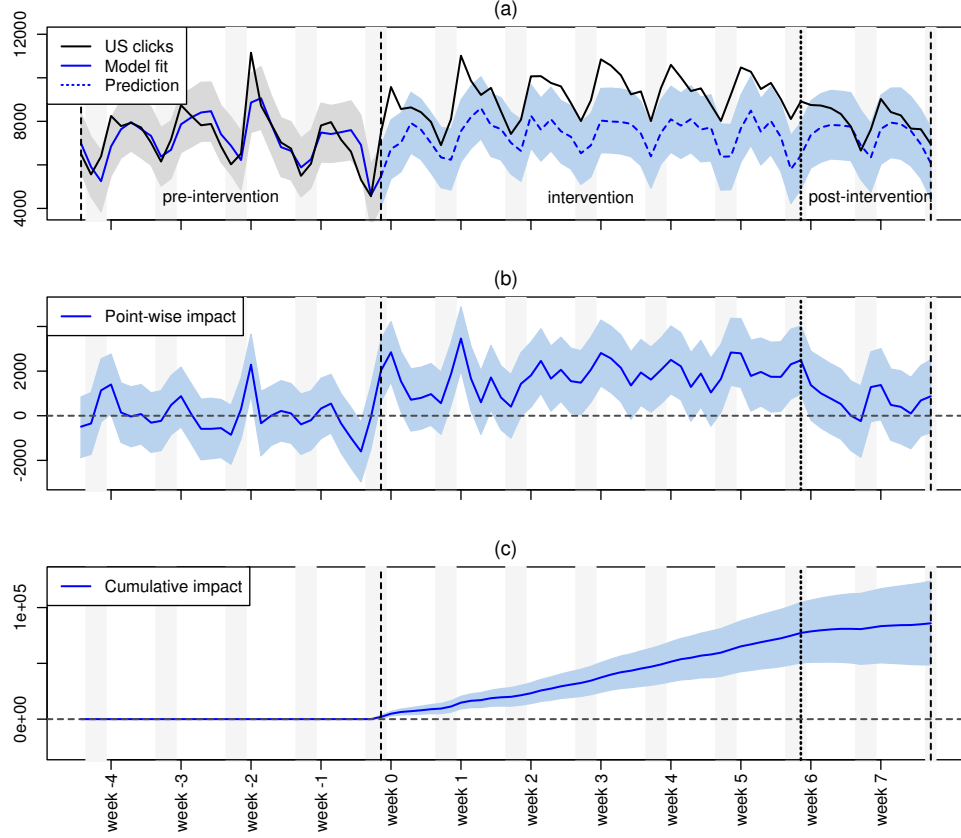 (a)
12000
8000
6000
4000
US clicks
Model fit
Prediction
pre-intervention
intervention
post-intervention
(b)
2000
0
-2000
Point-wise impact
(c)
1e+05
0e+00
Cumulative impact
week -4
week -3
week -2
week -1
week 0
week 1
week 2
week 3
week 4
week 5
week 6
week 7